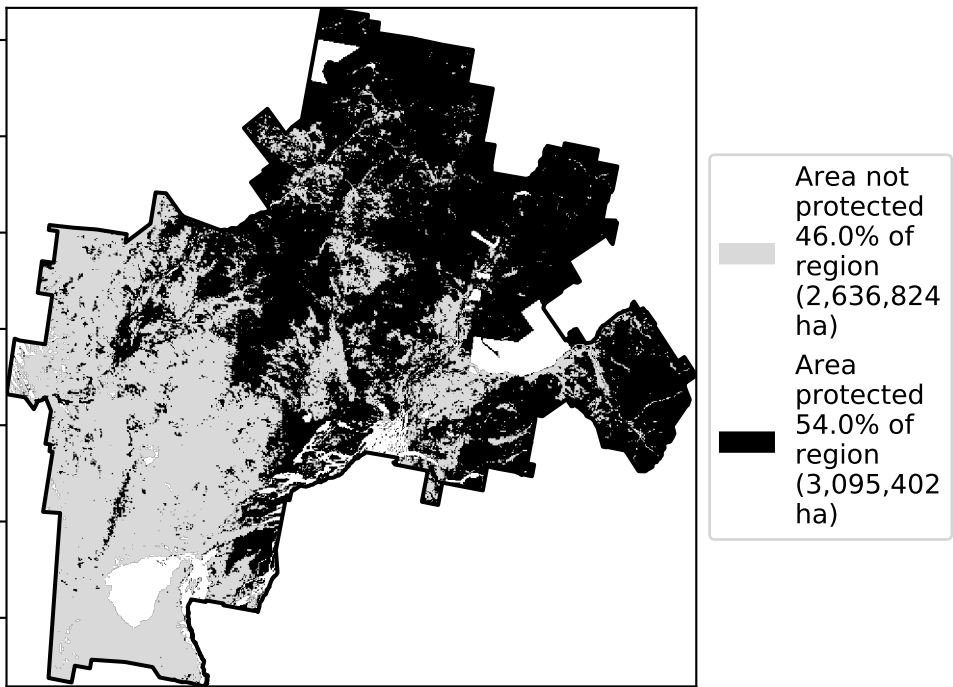 Area not
protected
46.0% of
region
(2,636,824
ha)
Area
protected
54.0% of
region
(3,095,402
ha)